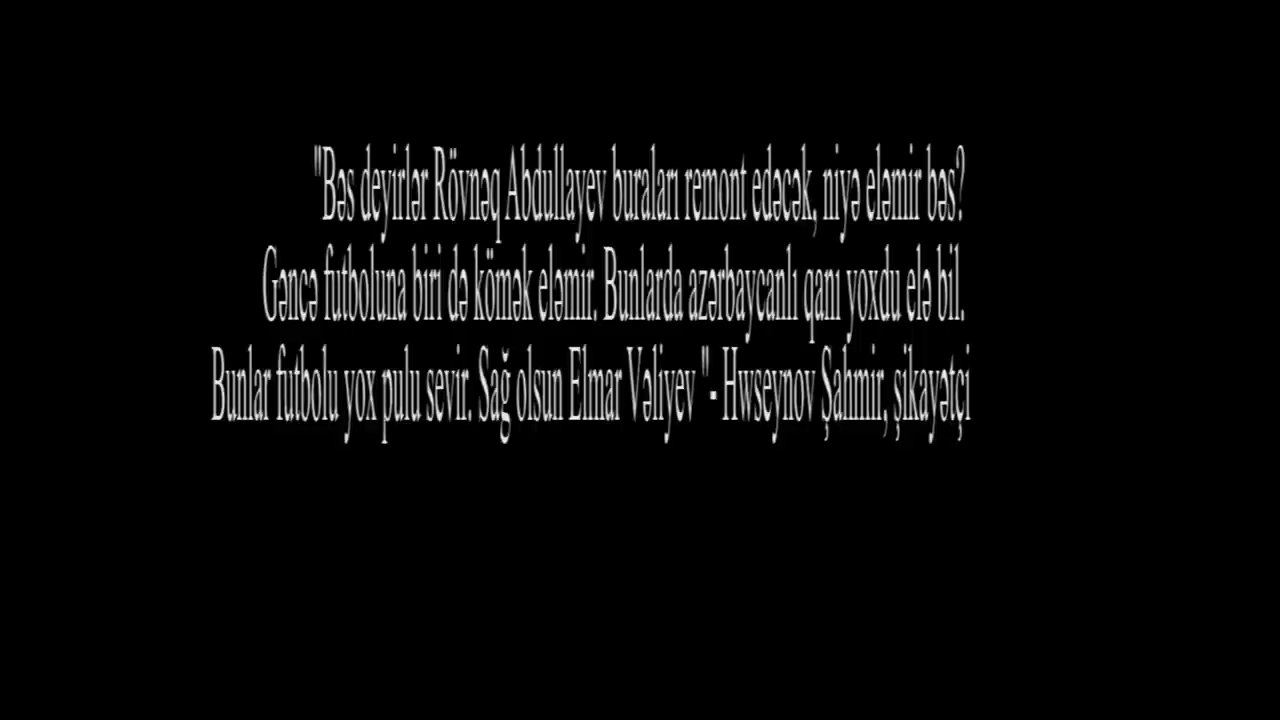 "Bəs deyirlər Rövnəq Abdullayev buraları remont edəcək, niyə eləmir bəs?
Gəncə futboluna biri də kömək eləmir. Bunlarda azərbaycanlı qanı yoxdu elə bil.
Bunlar futbolu yox pulu sevir. Sağ olsun Elmar Vəliyev "- Hwseynov Şahmir, şikayətçi